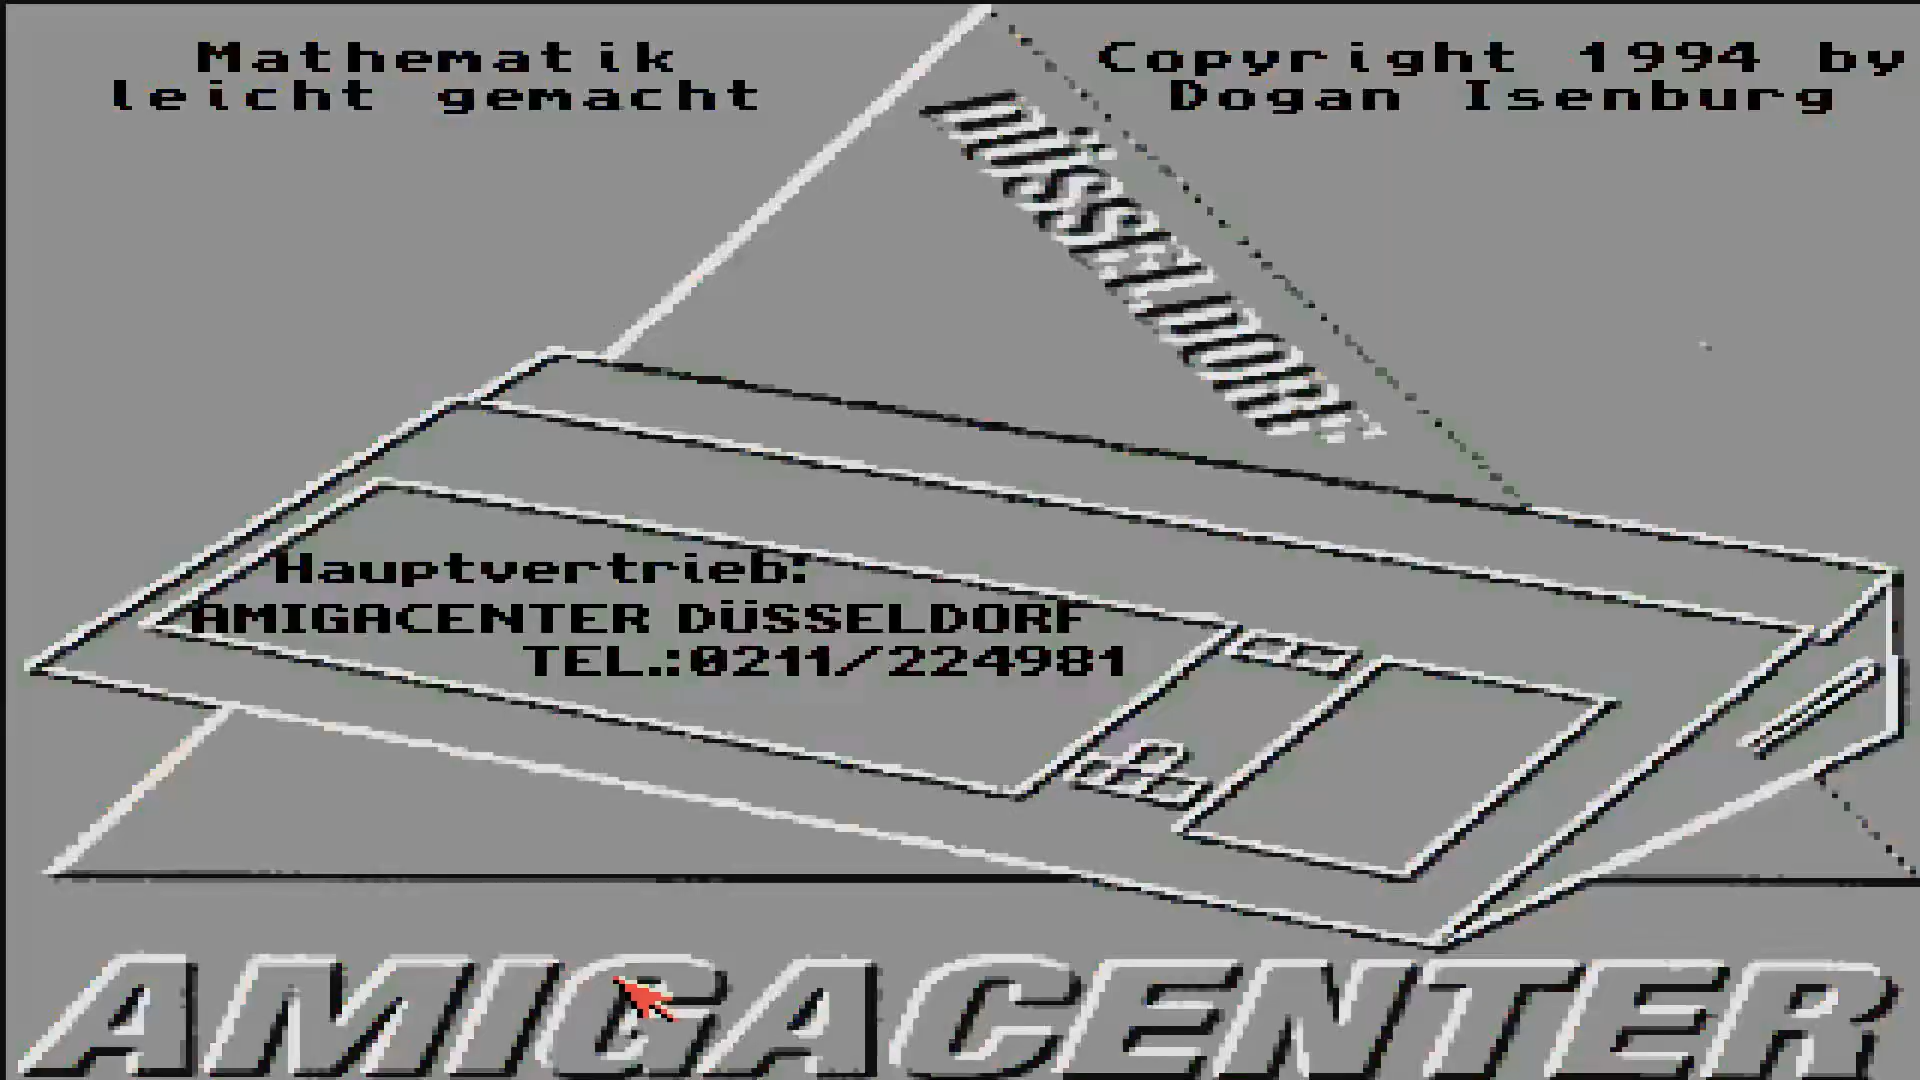 Mathematik
leicht gemacht
Copyright 1994 by
Dogan Isenburg
DÜSSELDORF
Hauptvertrieb:
AMIGACENTER DÜSSELDORF
TEL.:0211/224981
AMIGACENTER